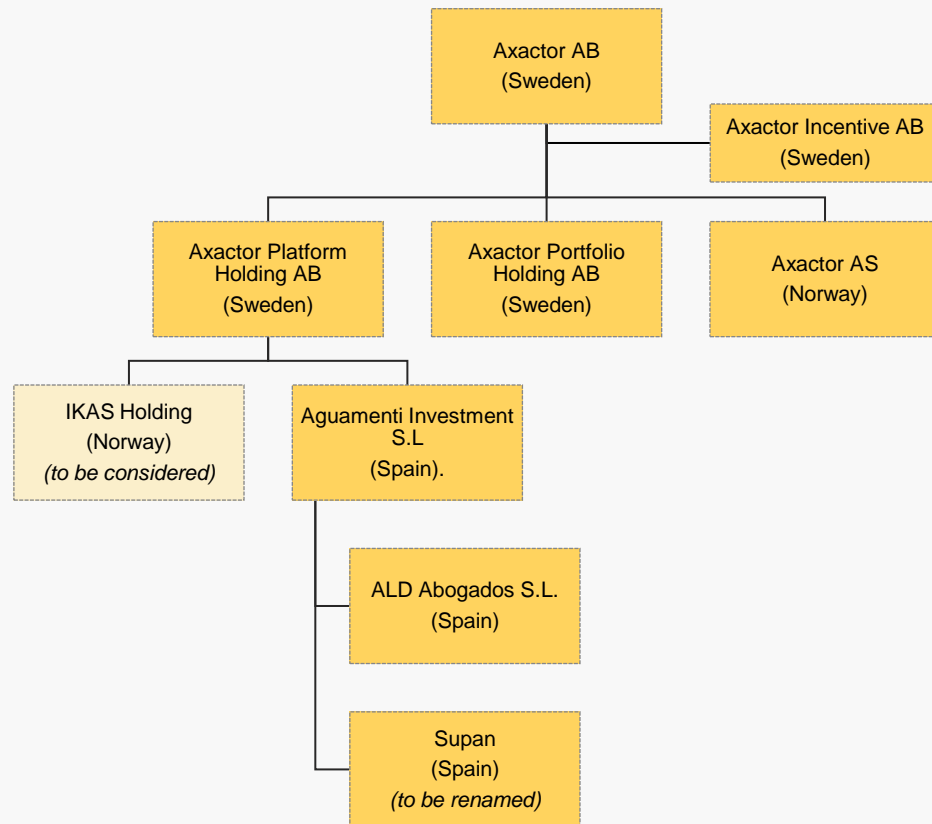 Axactor AB
(Sweden)
Axactor Incentive AB
(Sweden)
Axactor Platform
Holding AB
(Sweden)
Axactor Portfolio
Holding AB
(Sweden)
Axactor AS
(Norway)
IKAS Holding
(Norway)
(to be considered)
Aguamenti Investment
S.L
(Spain).
ALD Abogados S.L.
(Spain)
Supan
(Spain)
(to be renamed)